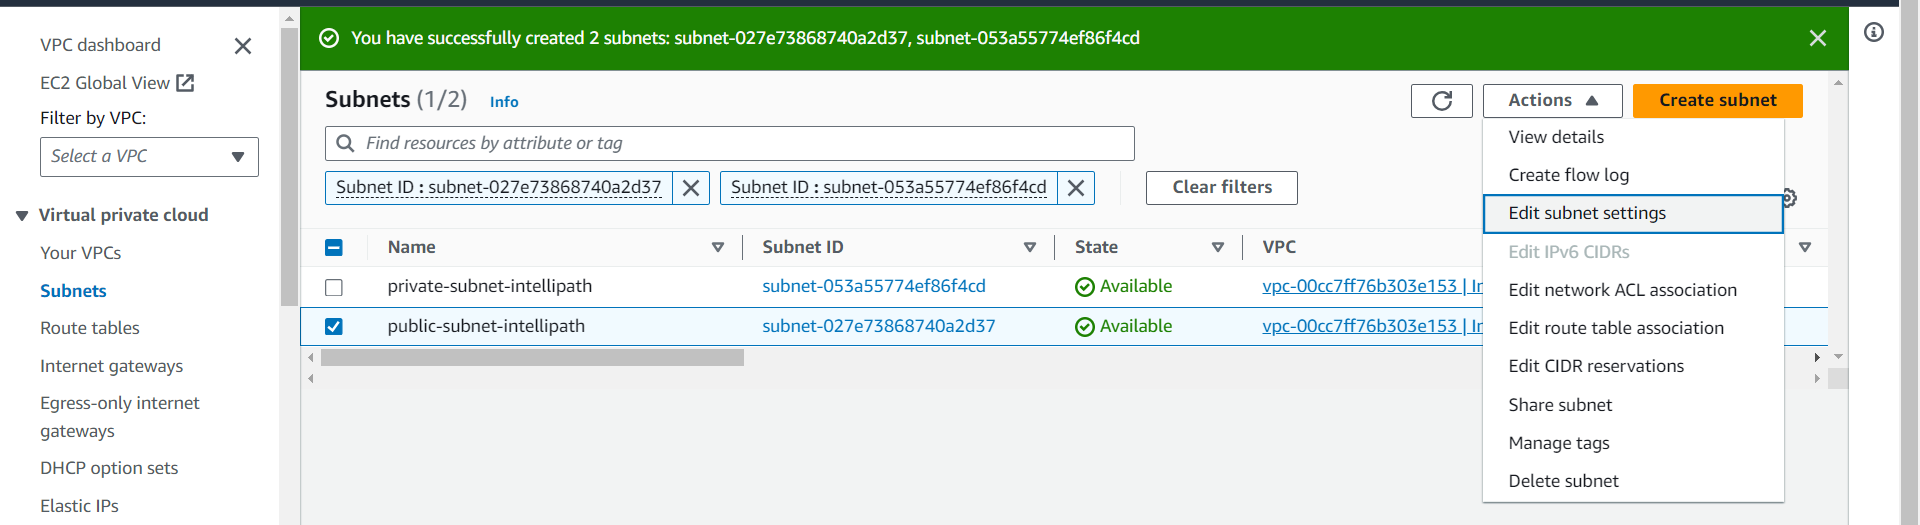 VPC dashboard
EC2 Global View
Filter by VPC:
Select a VPC
Virtual private cloud
Your VPCs
Subnets
Route tables
Internet gateways
Egress-only internet
gateways
DHCP option sets
Elastic IPs
You have successfully created 2 subnets: subnet-027e73868740a2d37, subnet-053a55774ef86f4cd
Subnets (1/2) Info
Actions
Create subnet
Find resources by attribute or tag
Subnet ID : subnet-027e73868740a2d37
Subnet ID : subnet-053a55774ef86f4cd
Clear filters
Name Subnet ID State VPC
private-subnet-intellipath subnet-053a55774ef86f4cd Available vpc-00cc7ff76b303e153 | In
public-subnet-intellipath subnet-027e73868740a2d37 Available vpc-00cc7ff76b303e153 | In
View details
Create flow log
Edit subnet settings
Edit IPv6 CIDRs
Edit network ACL association
Edit route table association
Edit CIDR reservations
Share subnet
Manage tags
Delete subnet